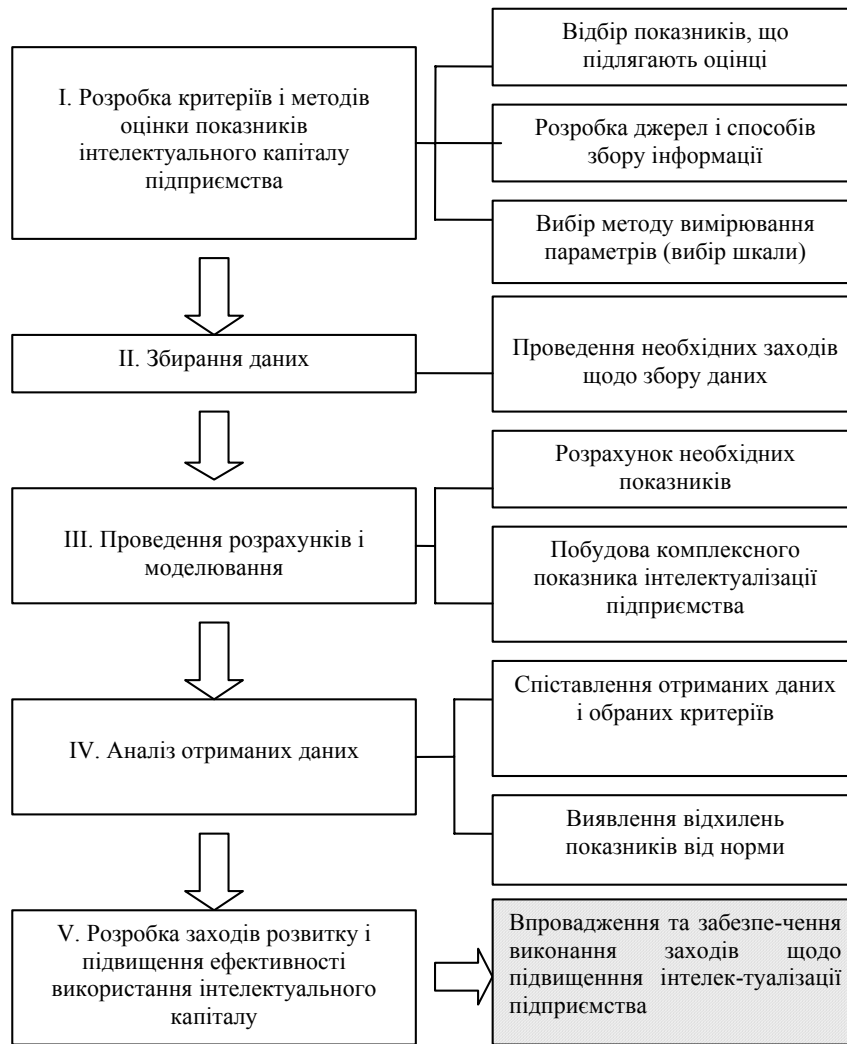 I. Розробка критеріїв і методів
оцінки показників
інтелектуального капіталу
підприємства
Відбір показників, що
підлягають оцінці
Розробка джерел і способів
збору інформації
Вибір методу вимірювання
параметрів (вибір шкали)
II. Збирання даних
Проведення необхідних заходів
щодо збору даних
III. Проведення розрахунків і
моделювання
Розрахунок необхідних
показників
Побудова комплексного
показника інтелектуалізації
підприємства
IV. Аналіз отриманих даних
Спіставлення отриманих даних
і обраних критеріїв
Виявлення відхилень
показників від норми
V. Розробка заходів розвитку і
підвищення ефективності
використання інтелектуального
капіталу
Впровадження та забезпе-чення
виконання заходів щодо
підвищенння інтелек-туалізації
підприємства